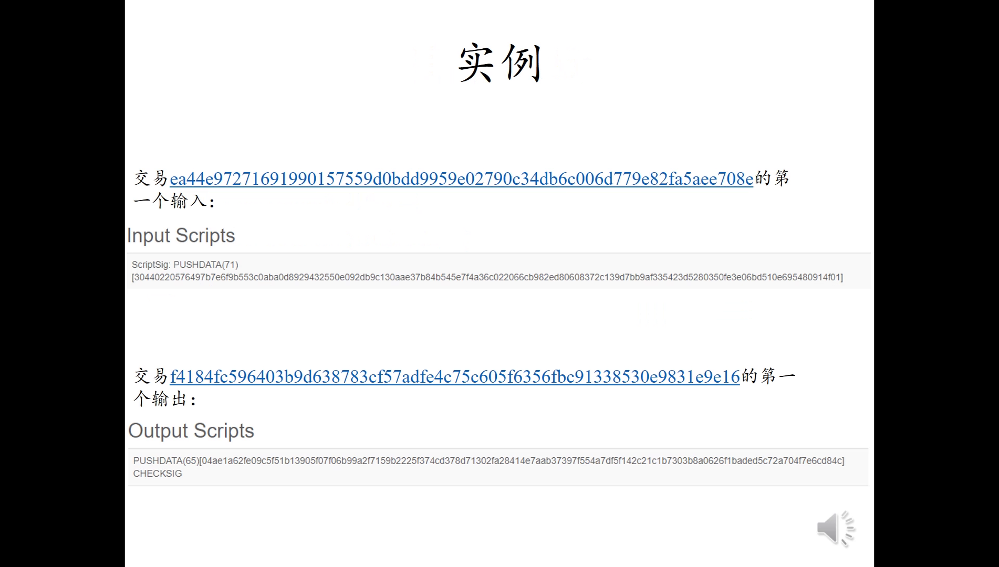 实例
交易ea44e97271691990157559d0bdd9959e02790c34db6c006d779e82fa5aee708e的第
一个输入：
Input Scripts
ScriptSig: PUSHDATA(71)
[30440220576497b7e6f9b553c0aba0d8929432550e092db9c130aae37b84b545e7f4a36c022066cb982ed80608372c139d7bb9af335423d5280350fe3e06bd510e695480914f01]
交易f4184fc596403b9d638783cf57adfe4c75c605f6356fbc91338530e9831e9e16的第一
个输出：
Output Scripts
PUSHDATA(65)[04ae1a62fe09c5f51b13905f07f06b99a2f7159b2225f374cd378d71302fa28414e7aab37397f554a7df5f142c21c1b7303b8a0626f1baded5c72a704f7e6cd84c]
CHECKSIG